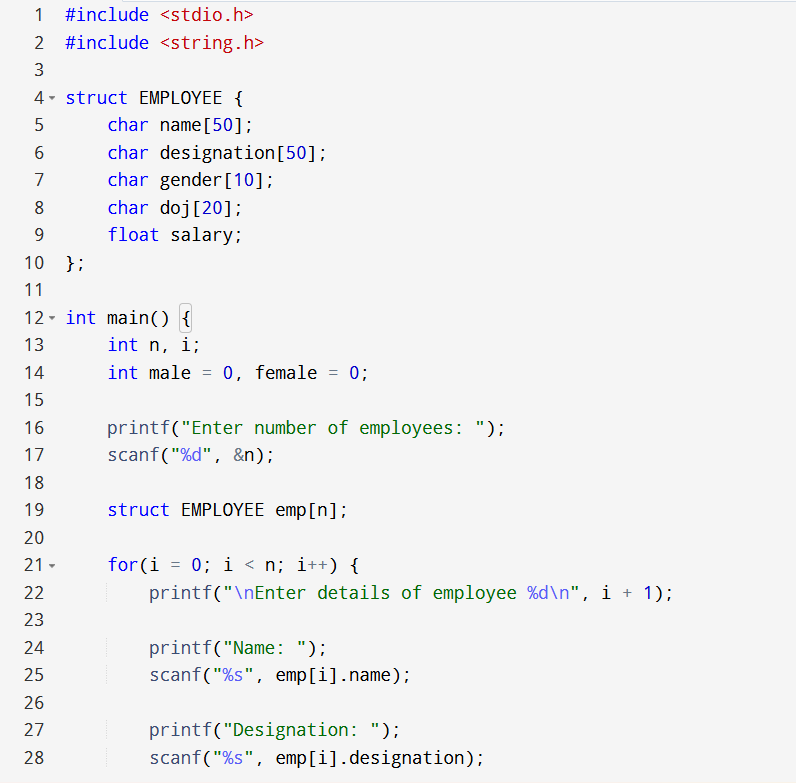 1 #include <stdio.h>
2 #include <string.h>
3
4 struct EMPLOYEE {
5     char name[50];
6     char designation[50];
7     char gender[10];
8     char doj[20];
9     float salary;
10 };
11
12 int main() {
13     int n, i;
14     int male = 0, female = 0;
15
16     printf("Enter number of employees: ");
17     scanf("%d", &n);
18
19     struct EMPLOYEE emp[n];
20
21     for(i = 0; i < n; i++) {
22         printf("\nEnter details of employee %d\n", i + 1);
23
24         printf("Name: ");
25         scanf("%s", emp[i].name);
26
27         printf("Designation: ");
28         scanf("%s", emp[i].designation);